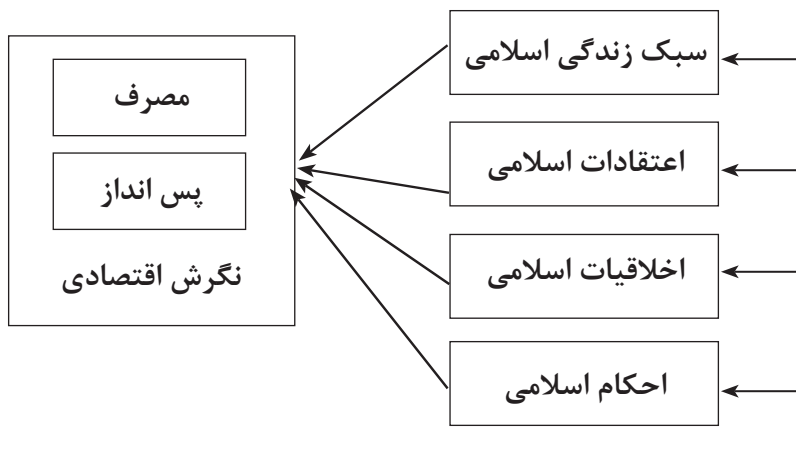 سبک زندگی اسلامی
اعتقادات اسلامی
اخلاقیات اسلامی
احکام اسلامی
مصرف
پس انداز
نگرش اقتصادی